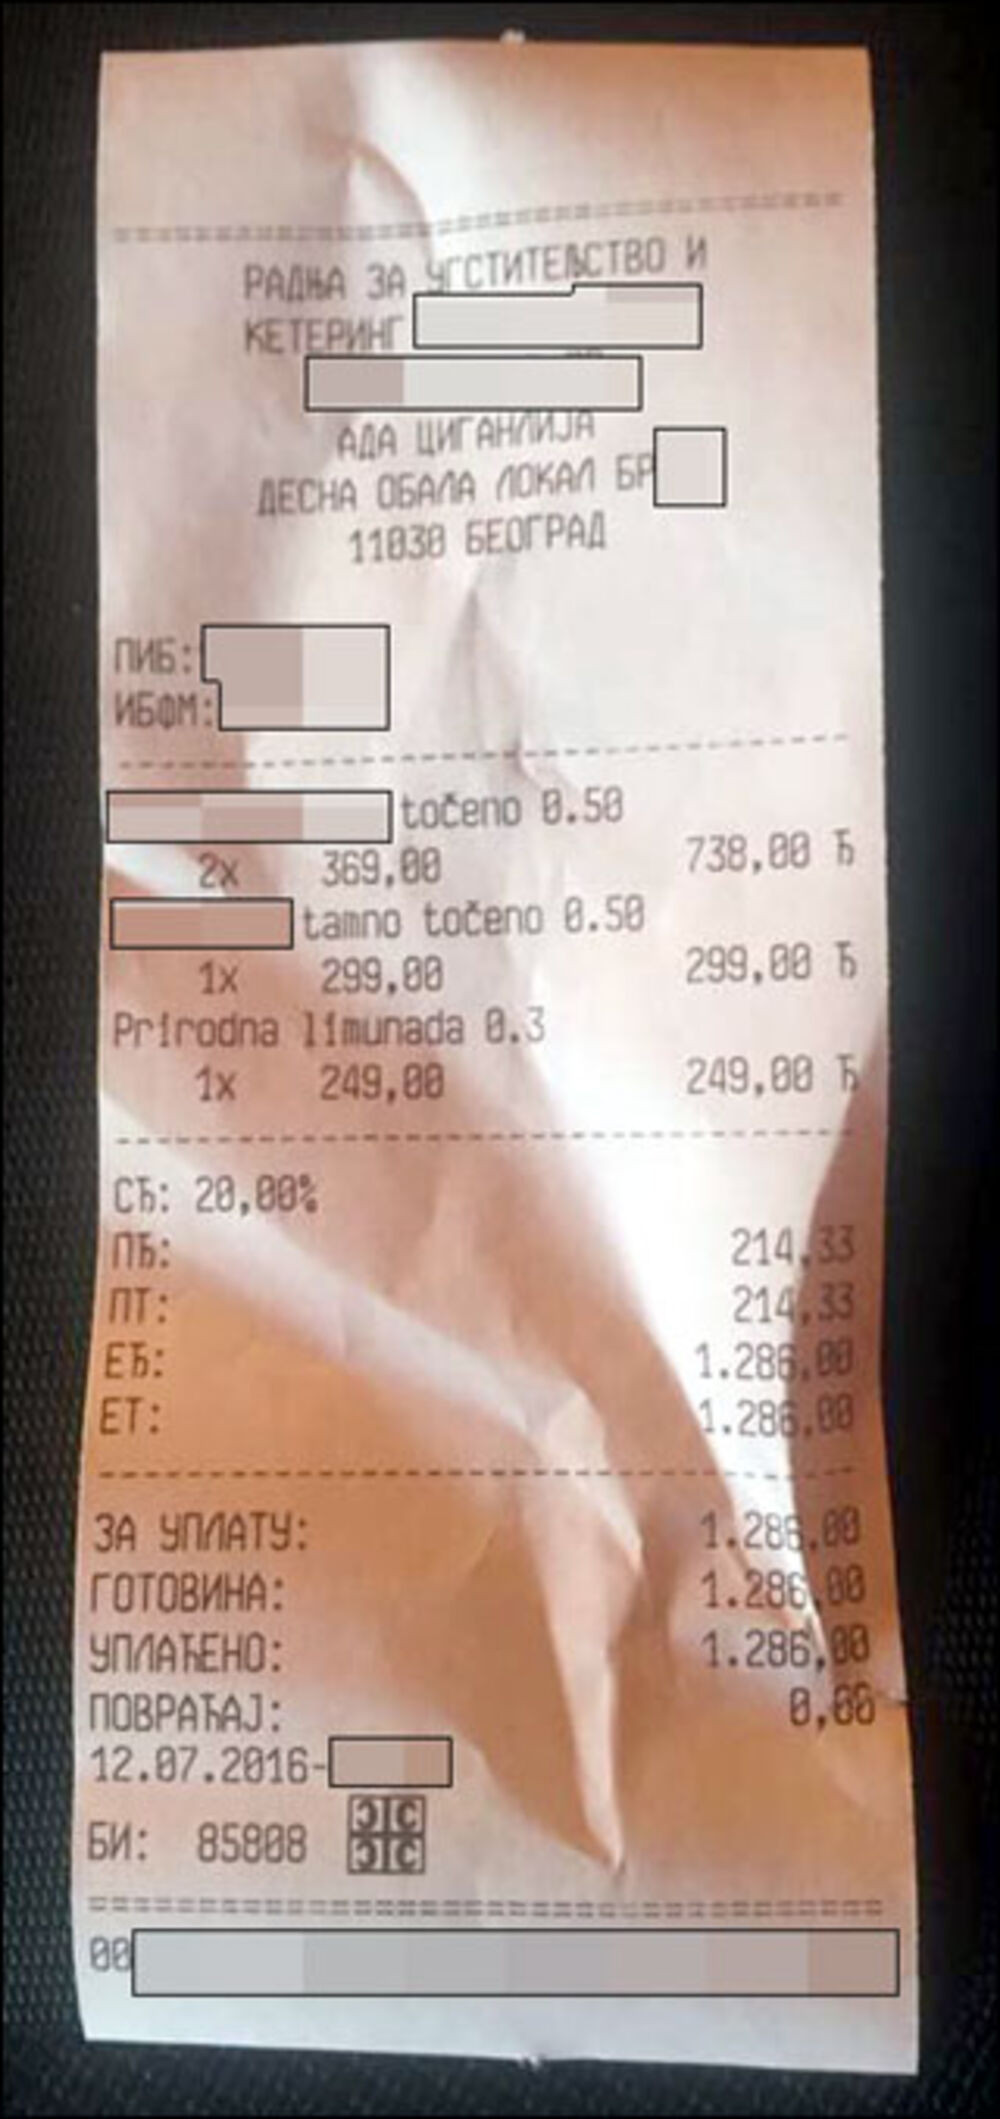 РАДЊА ЗА УГСТИТЕЉСТВО И
КЕТЕРИНГ
АДА ЦИГАНЛИЈА
ДЕСНА ОБАЛА ЛОКАЛ БР
11030 БЕОГРАД
ПИБ:
ИБФМ:
točeno 0.50
2x 369,00 738,00 Ђ
tamno točeno 0.50
1x 299,00 299,00 Ђ
Prirodna limunada 0.3
1x 249,00 249,00 Ђ
СЂ: 20,00%
ПЂ: 214,33
ПТ: 214,33
ЕЂ: 1.286,00
ЕТ: 1.286,00
ЗА УПЛАТУ: 1.286,00
ГОТОВИНА: 1.286,00
УПЛАЋЕНО: 1.286,00
ПОВРАЋАЈ: 0,00
12.07.2016-
БИ: 85808
00